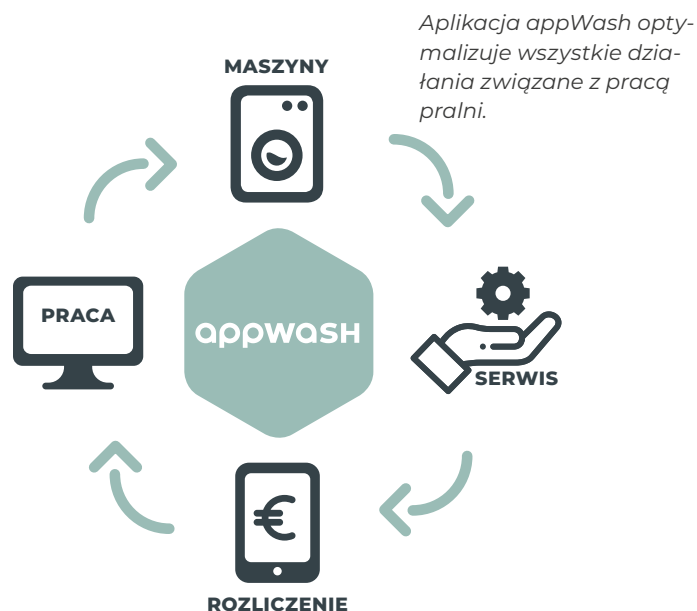 Aplikacja appWash opty-
malizuje wszystkie dzia-
łania związane z pracą
pralni.
MASZYNY
PRACA
appwasH
SERWIS
€
ROZLICZENIE